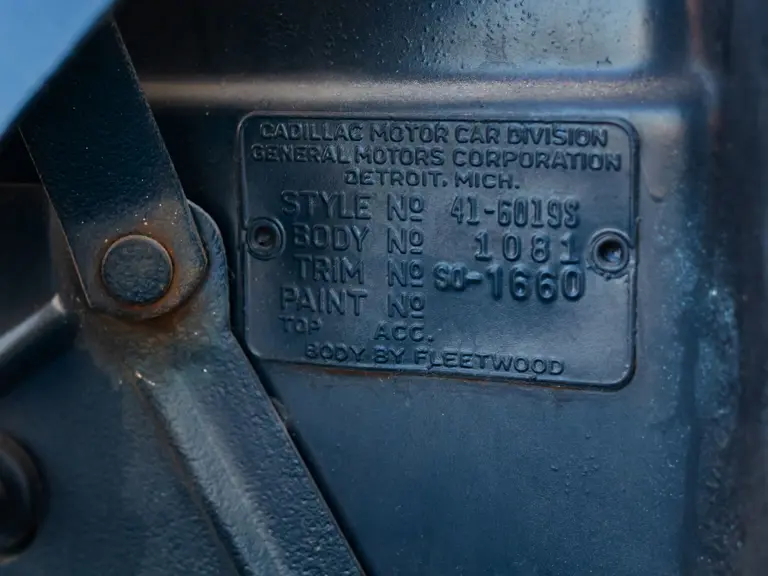 CADILLAC MOTOR CAR DIVISION
GENERAL MOTORS CORPORATION
DETROIT, MICH.
STYLE Nº 41-6019S
BODY Nº 1081
TRIM Nº SO-1660
PAINT Nº
TOP ACC.
BODY BY FLEETWOOD